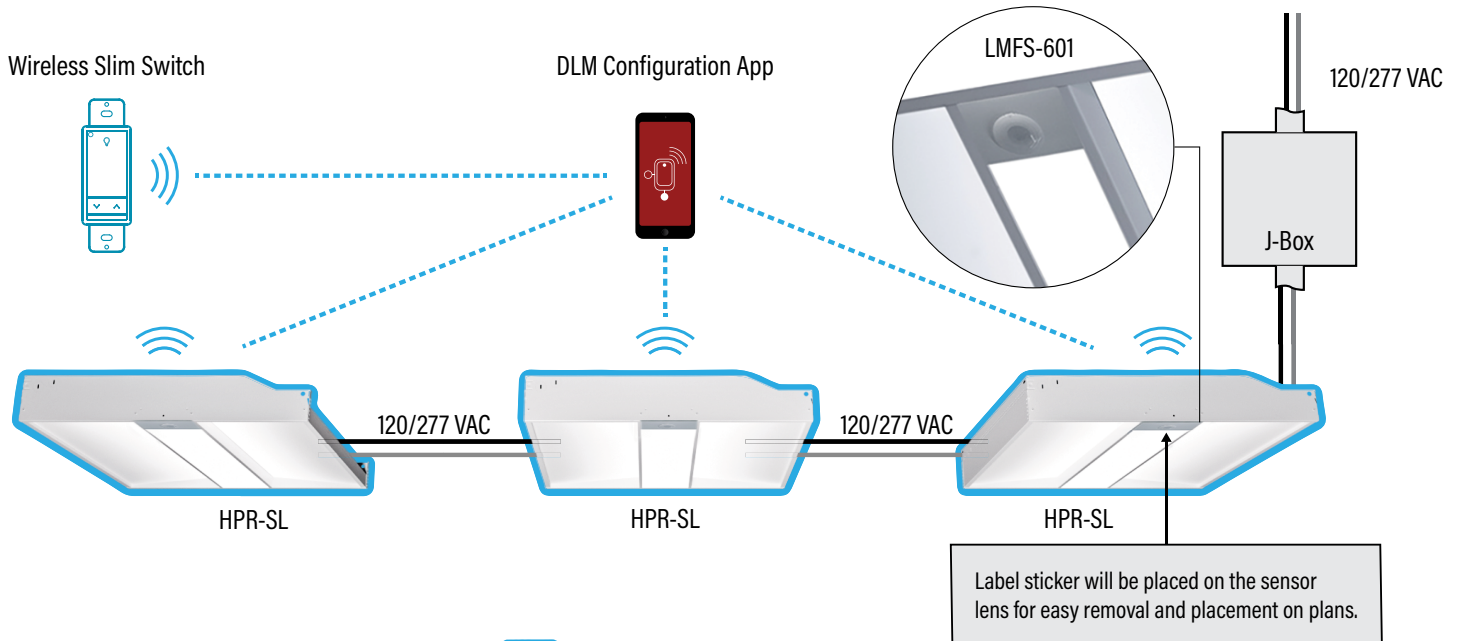 Wireless Slim Switch
DLM Configuration App
LMFS-601
120/277 VAC
J-Box
120/277 VAC
120/277 VAC
HPR-SL
HPR-SL
HPR-SL
Label sticker will be placed on the sensor
lens for easy removal and placement on plans.